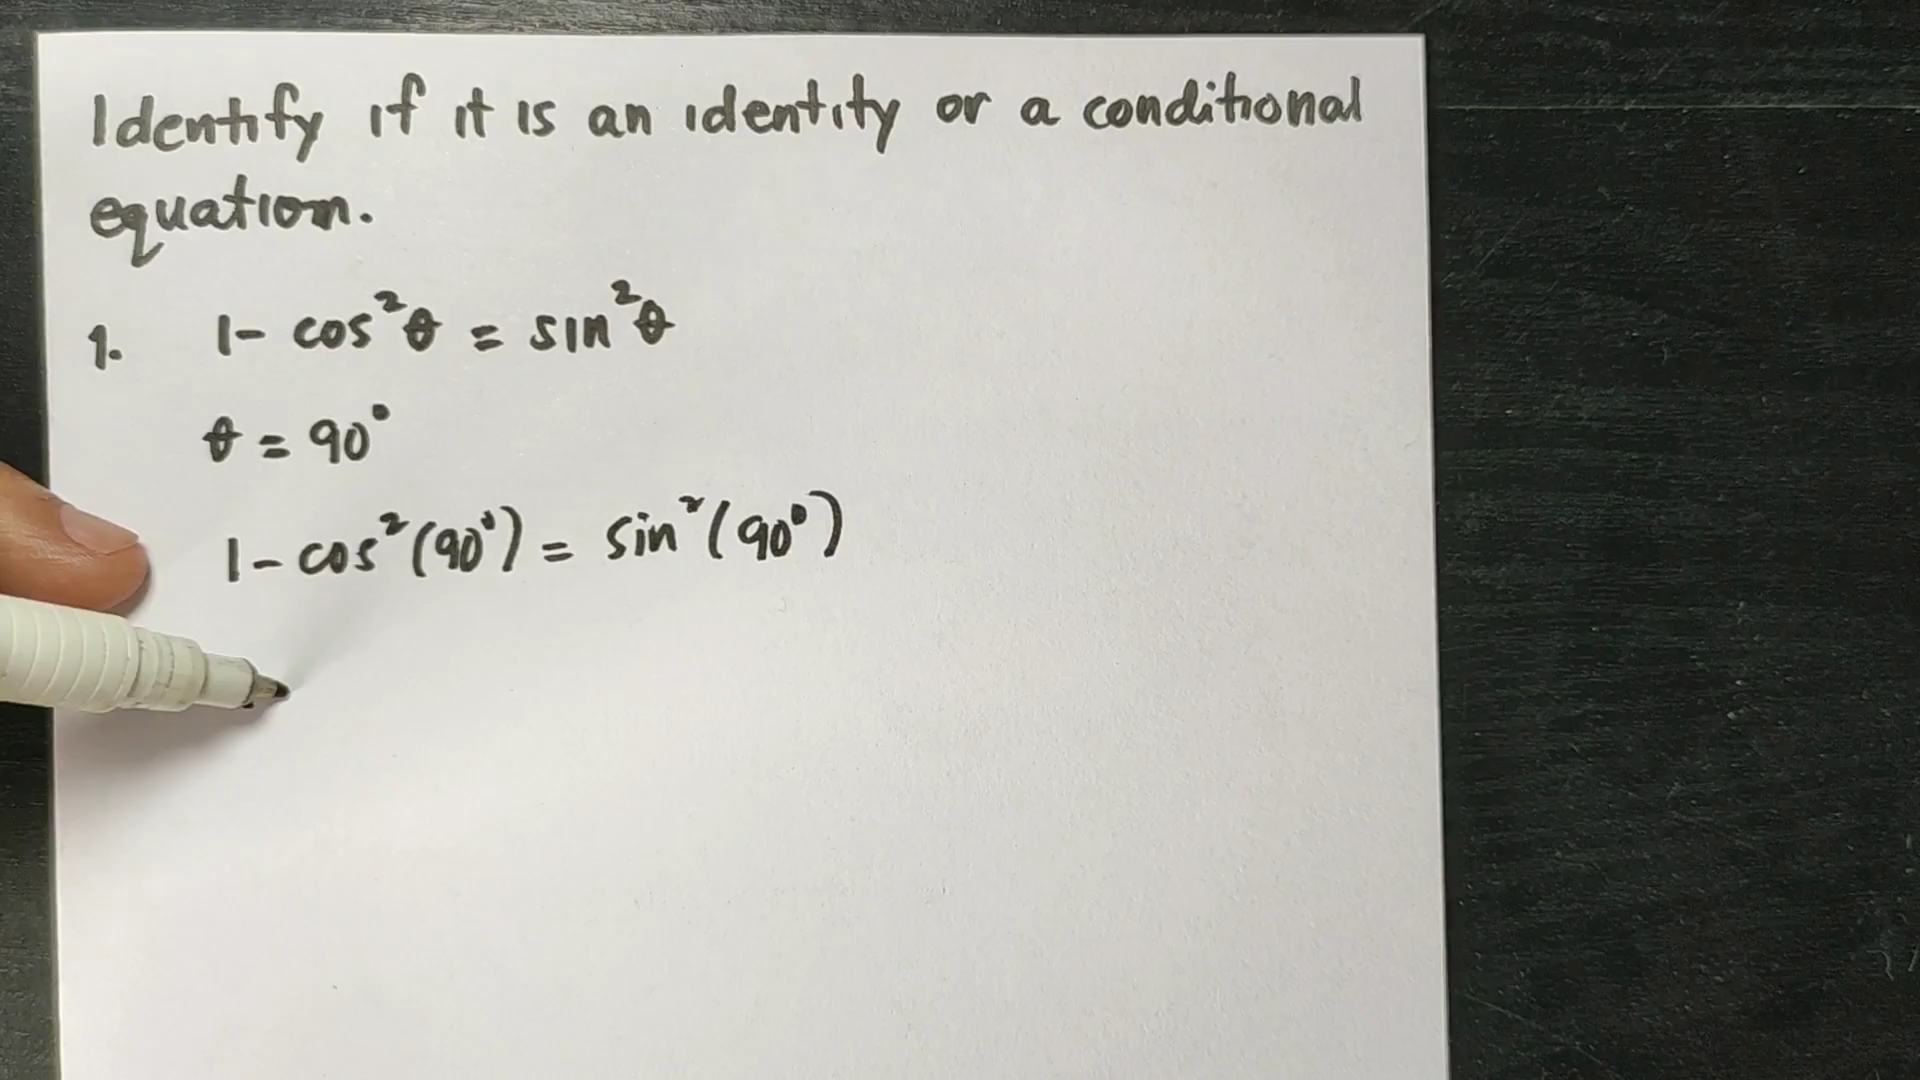 Identify if it is an identity or a conditional
equation.
1. 1 - cos²θ = sin²θ
θ = 90°
1 - cos²(90°) = sin²(90°)